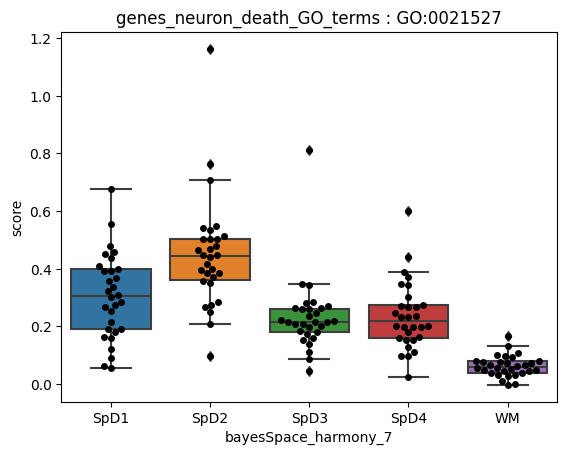 genes_neuron_death_GO_terms : GO:0021527
score
1.2
1.0
0.8
0.6
0.4
0.2
0.0
SpD1 SpD2 SpD3 SpD4 WM
bayesSpace_harmony_7